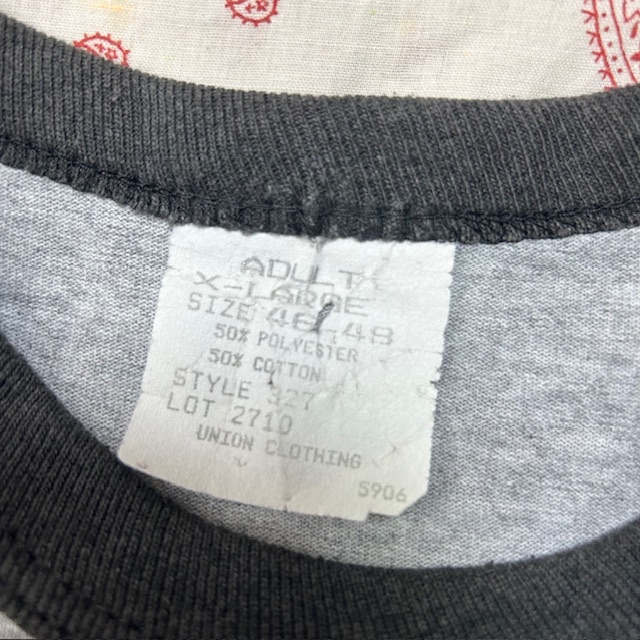 ADULT
X-LARGE
SIZE 46-48
50% POLYESTER
50% COTTON
STYLE 327
LOT 2710
UNION CLOTHING
5906